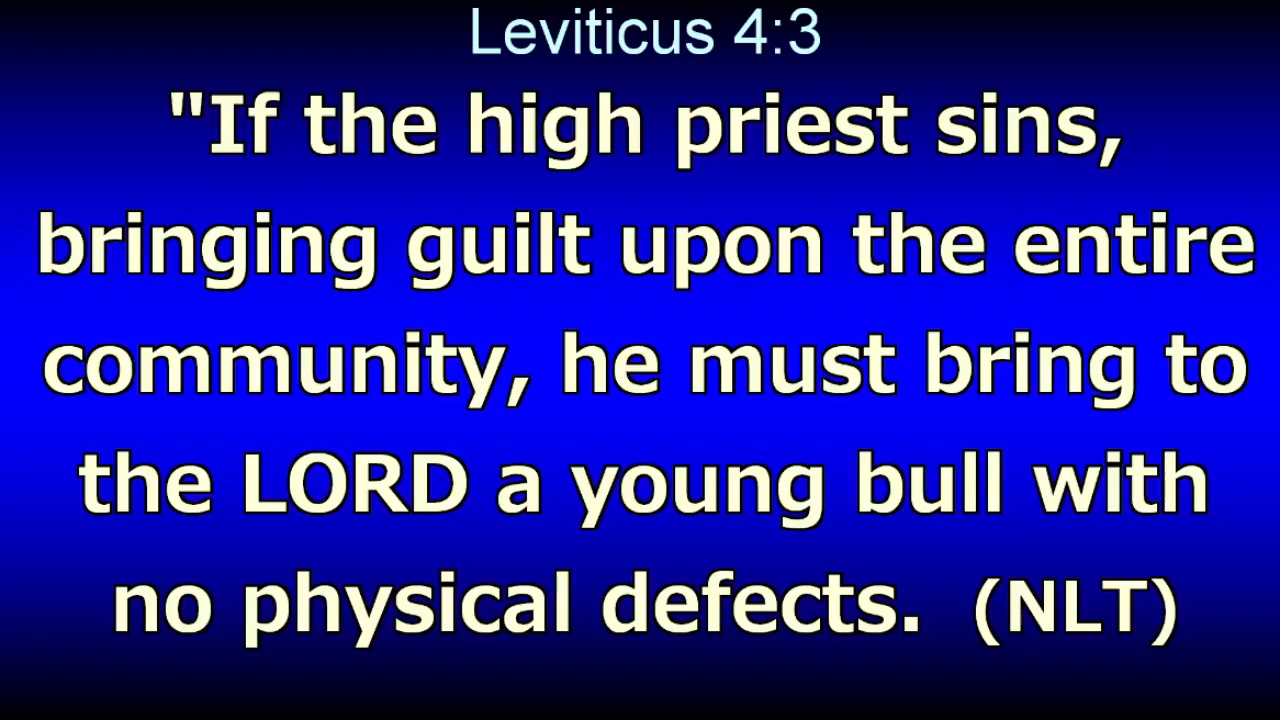 Leviticus 4:3
"If the high priest sins,
bringing guilt upon the entire
community, he must bring to
the LORD a young bull with
no physical defects.  (NLT)